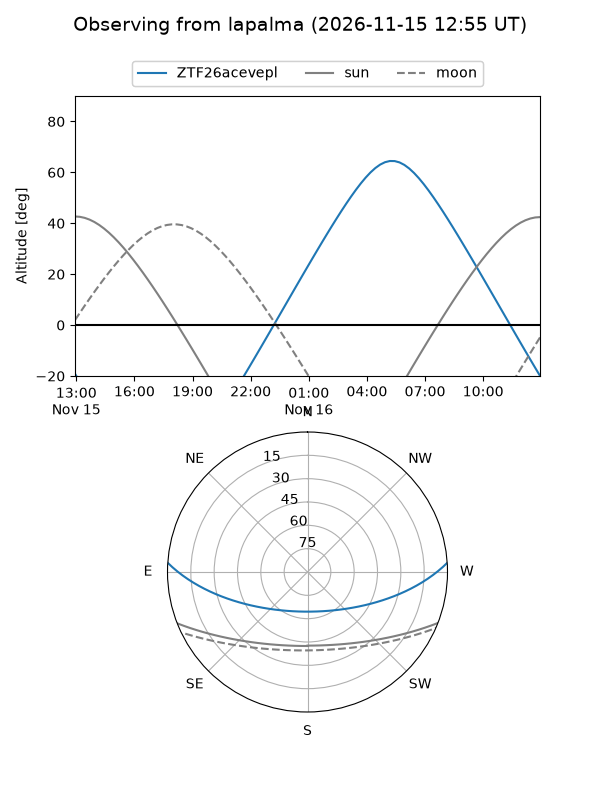 Observing from lapalma (2026-11-15 12:55 UT)
ZTF26acevepl sun moon
Altitude [deg]
80
60
40
20
0
−20
13:00 16:00 19:00 22:00 01:00 04:00 07:00 10:00
Nov 15 Nov 16
N
NE NW
15
30
45
60
75
E W
SE SW
S